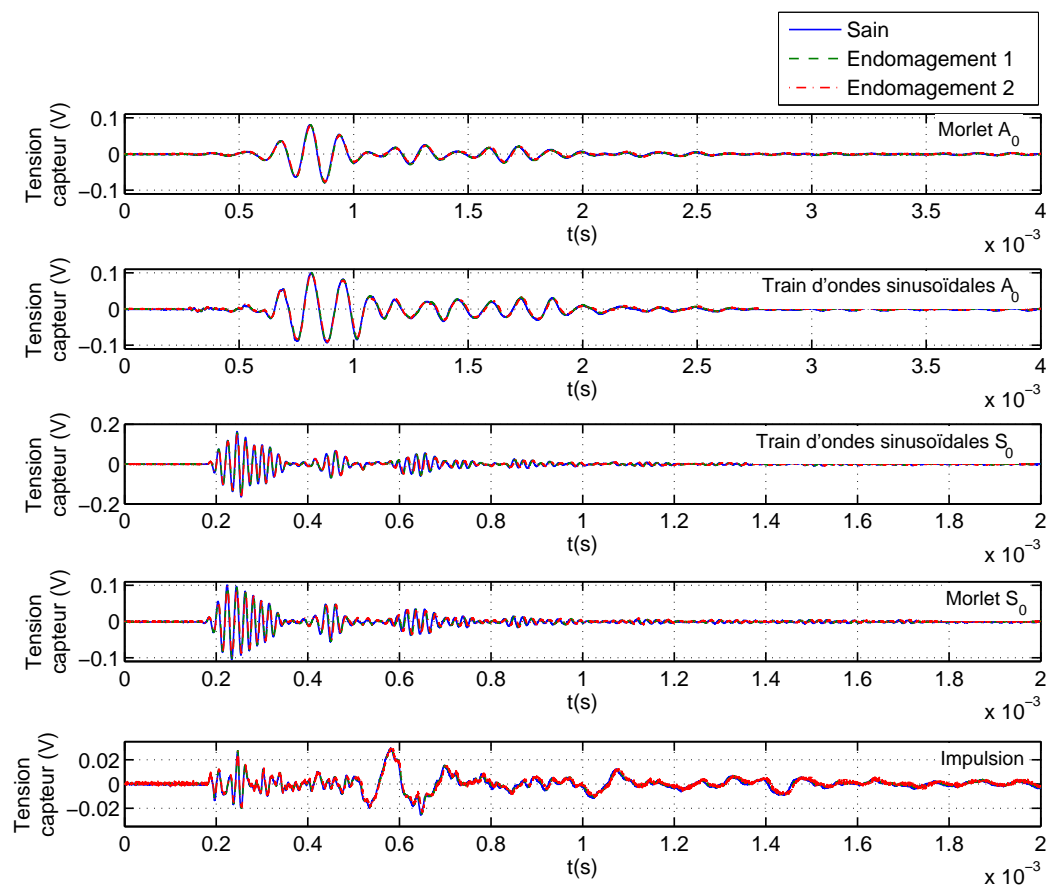 Sain
Endomagement 1
Endomagement 2
Tension
capteur (V)
0.1
0
−0.1
Morlet A0
0 0.5 1 1.5 2 2.5 3 3.5 4
t(s)
x 10−3
Tension
capteur (V)
0.1
0
−0.1
Train d'ondes sinusoïdales A0
0 0.5 1 1.5 2 2.5 3 3.5 4
t(s)
x 10−3
Tension
capteur (V)
0.2
0
−0.2
Train d'ondes sinusoïdales S0
0 0.2 0.4 0.6 0.8 1 1.2 1.4 1.6 1.8 2
t(s)
x 10−3
Tension
capteur (V)
0.1
0
−0.1
Morlet S0
0 0.2 0.4 0.6 0.8 1 1.2 1.4 1.6 1.8 2
t(s)
x 10−3
Tension
capteur (V)
0.02
0
−0.02
Impulsion
0 0.2 0.4 0.6 0.8 1 1.2 1.4 1.6 1.8 2
t(s)
x 10−3